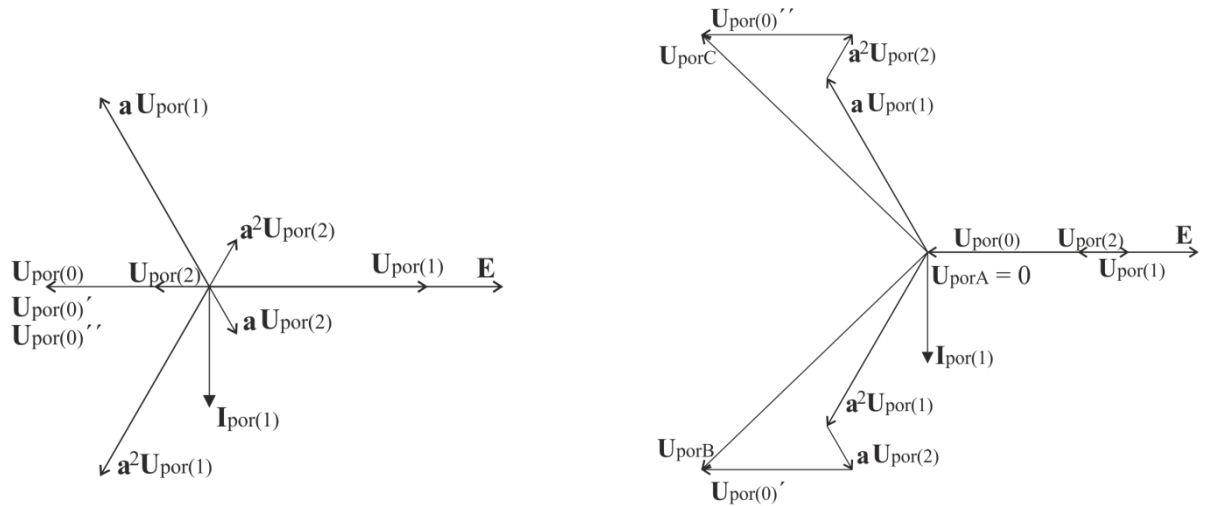 a Upor(1)
a²Upor(2)
Upor(0)
Upor(2)
Upor(1)
E
Upor(0)´
Upor(0)´´
a Upor(2)
Ipor(1)
a²Upor(1)
Upor(0)´´
UporC
a²Upor(2)
a Upor(1)
Upor(0)
Upor(2)
E
UporA = 0
Upor(1)
Ipor(1)
a²Upor(1)
UporB
a Upor(2)
Upor(0)´